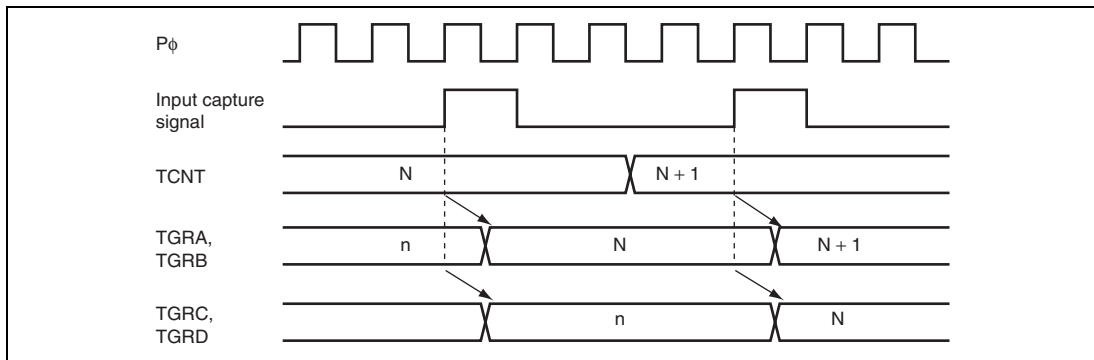 Pϕ
Input capture
signal
TCNT
N
N + 1
TGRA,
TGRB
n
N
N + 1
TGRC,
TGRD
n
N